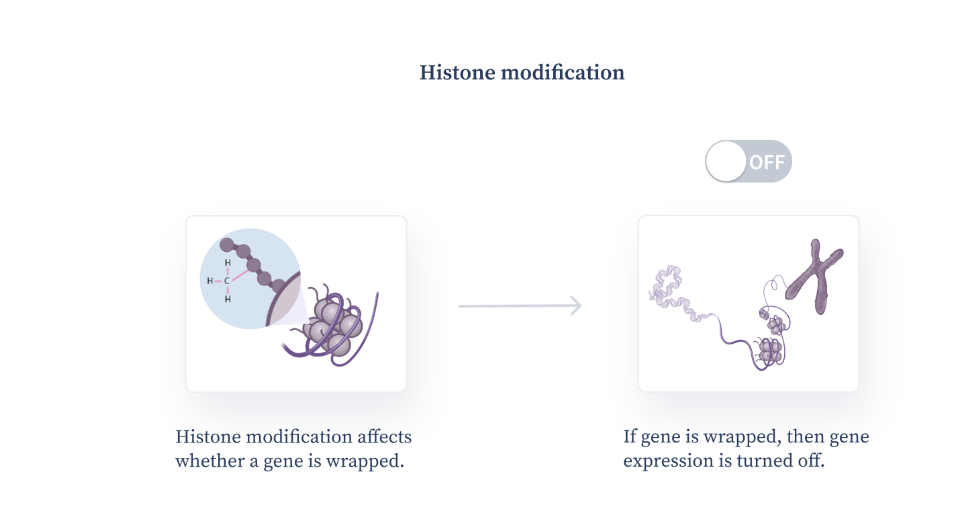 Histone modification
OFF
H
H C
H
Histone modification affects
whether a gene is wrapped.
If gene is wrapped, then gene
expression is turned off.